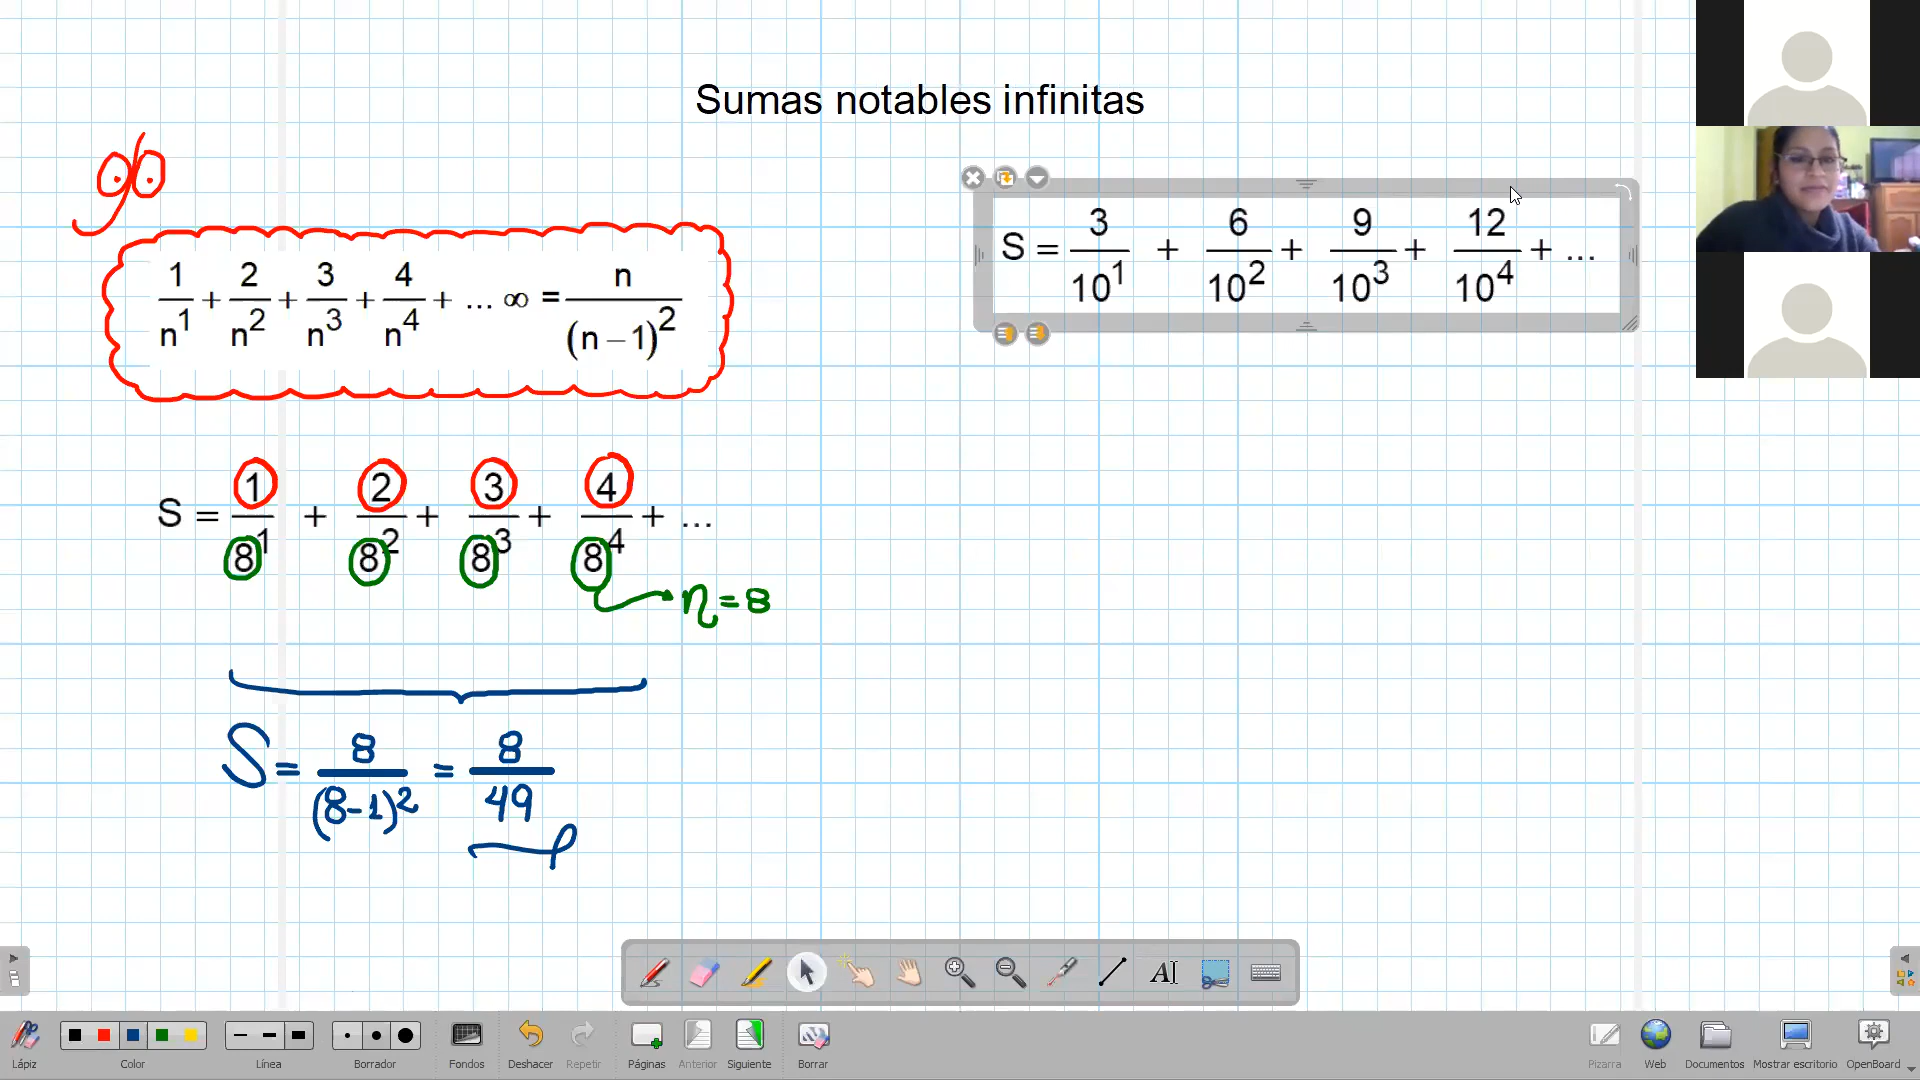 Sumas notables infinitas
1/n^1 + 2/n^2 + 3/n^3 + 4/n^4 + ... ∞ = n/(n-1)^2
S = 3/10^1 + 6/10^2 + 9/10^3 + 12/10^4 + ...
S = 1/8^1 + 2/8^2 + 3/8^3 + 4/8^4 + ...
n = 8
S = 8/(8-1)^2 = 8/49
AI
Lápiz Color Línea Borrador Fondos Deshacer Repetir Páginas Anterior Siguiente Borrar Pizarra Web Documentos Mostrar escritorio OpenBoard